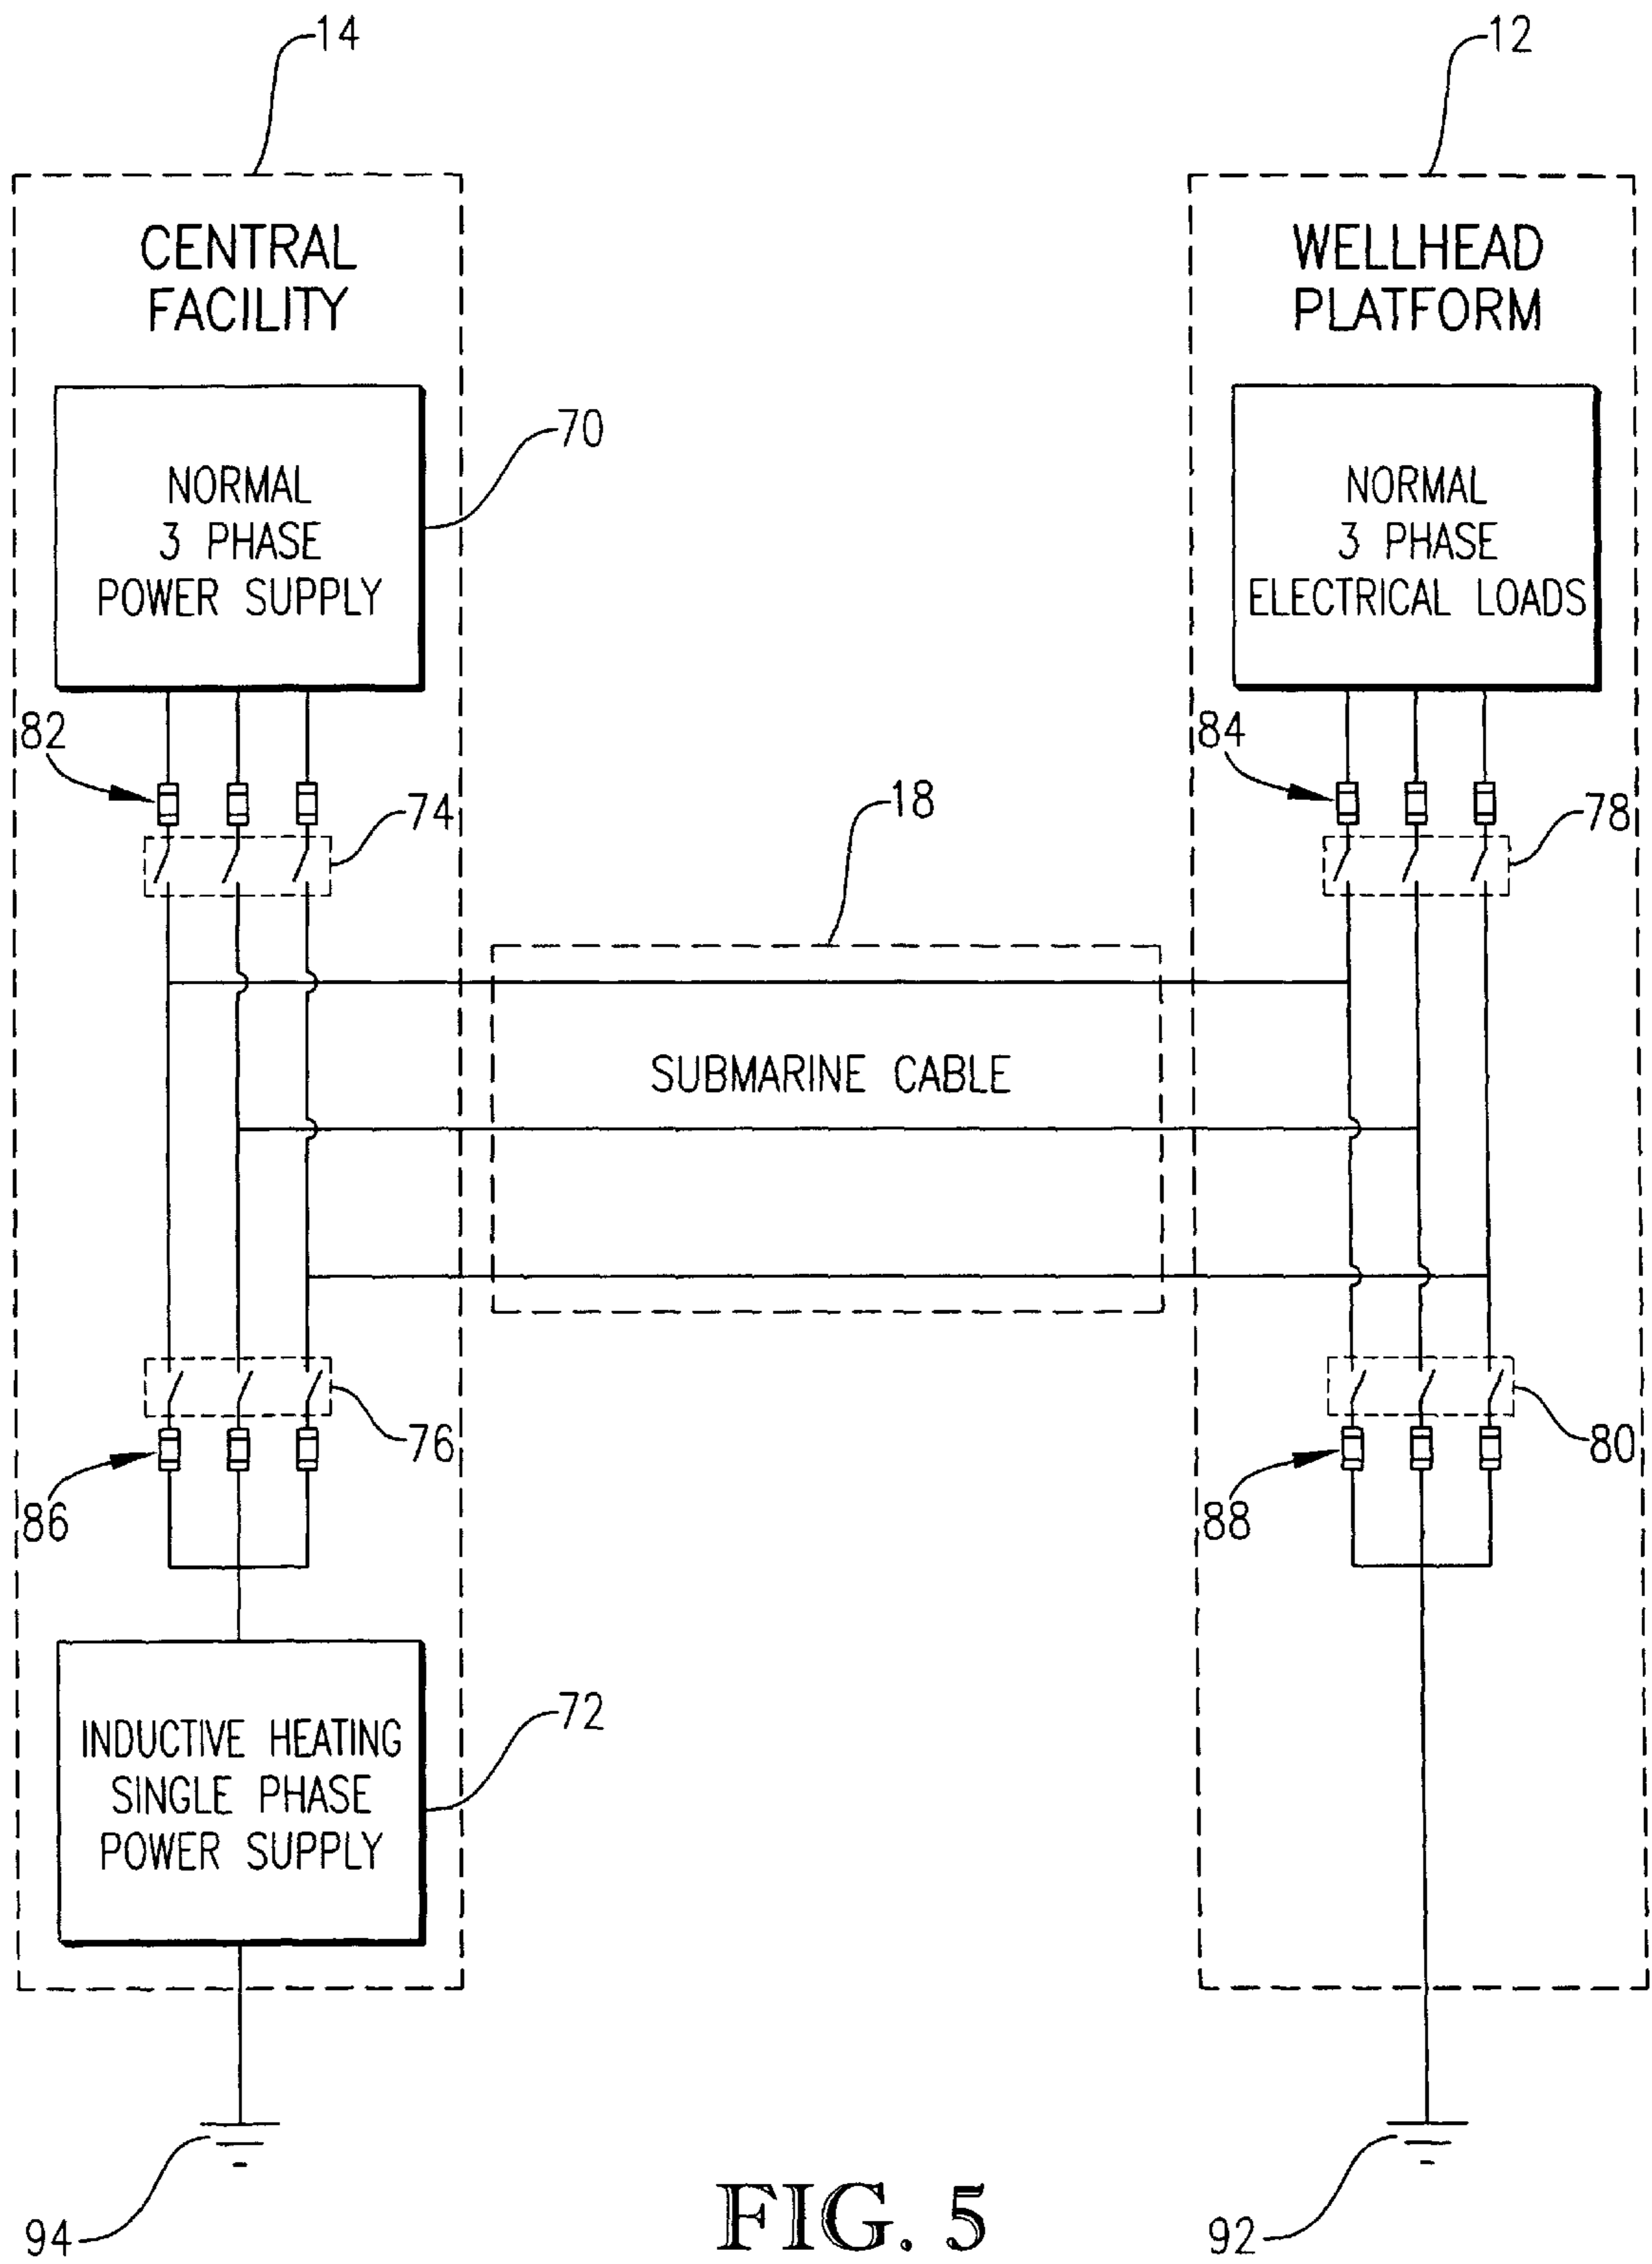 14
12
CENTRAL
FACILITY
WELLHEAD
PLATFORM
70
NORMAL
3 PHASE
POWER SUPPLY
NORMAL
3 PHASE
ELECTRICAL LOADS
82
84
74
18
78
SUBMARINE CABLE
76
80
86
88
72
INDUCTIVE HEATING
SINGLE PHASE
POWER SUPPLY
94
92
FIG. 5